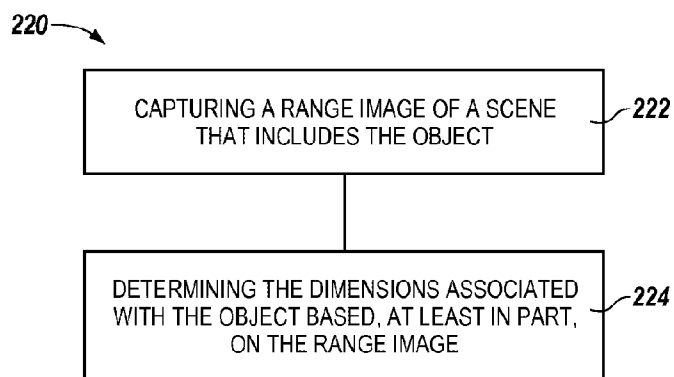 220
CAPTURING A RANGE IMAGE OF A SCENE
THAT INCLUDES THE OBJECT
222
DETERMINING THE DIMENSIONS ASSOCIATED
WITH THE OBJECT BASED, AT LEAST IN PART,
ON THE RANGE IMAGE
224